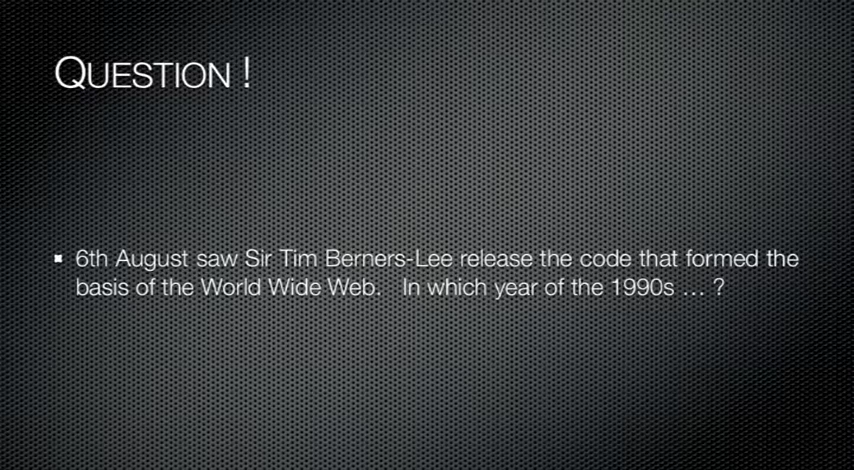 QUESTION !
6th August saw Sir Tim Berners-Lee release the code that formed the
basis of the World Wide Web. In which year of the 1990s ... ?